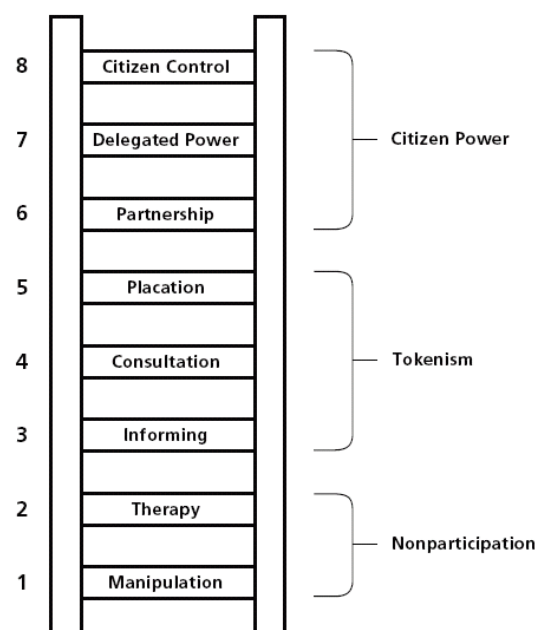 8 Citizen Control
7 Delegated Power
Citizen Power
6 Partnership
5 Placation
4 Consultation
Tokenism
3 Informing
2 Therapy
Nonparticipation
1 Manipulation